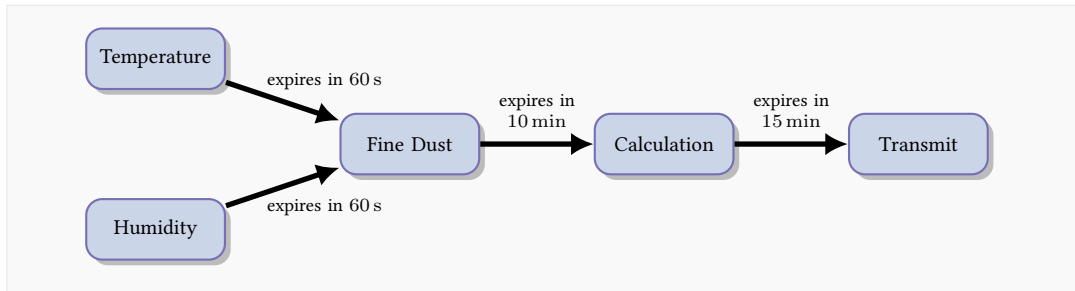 Temperature
expires in 60 s
expires in
10 min
expires in
15 min
Fine Dust
Calculation
Transmit
expires in 60 s
Humidity